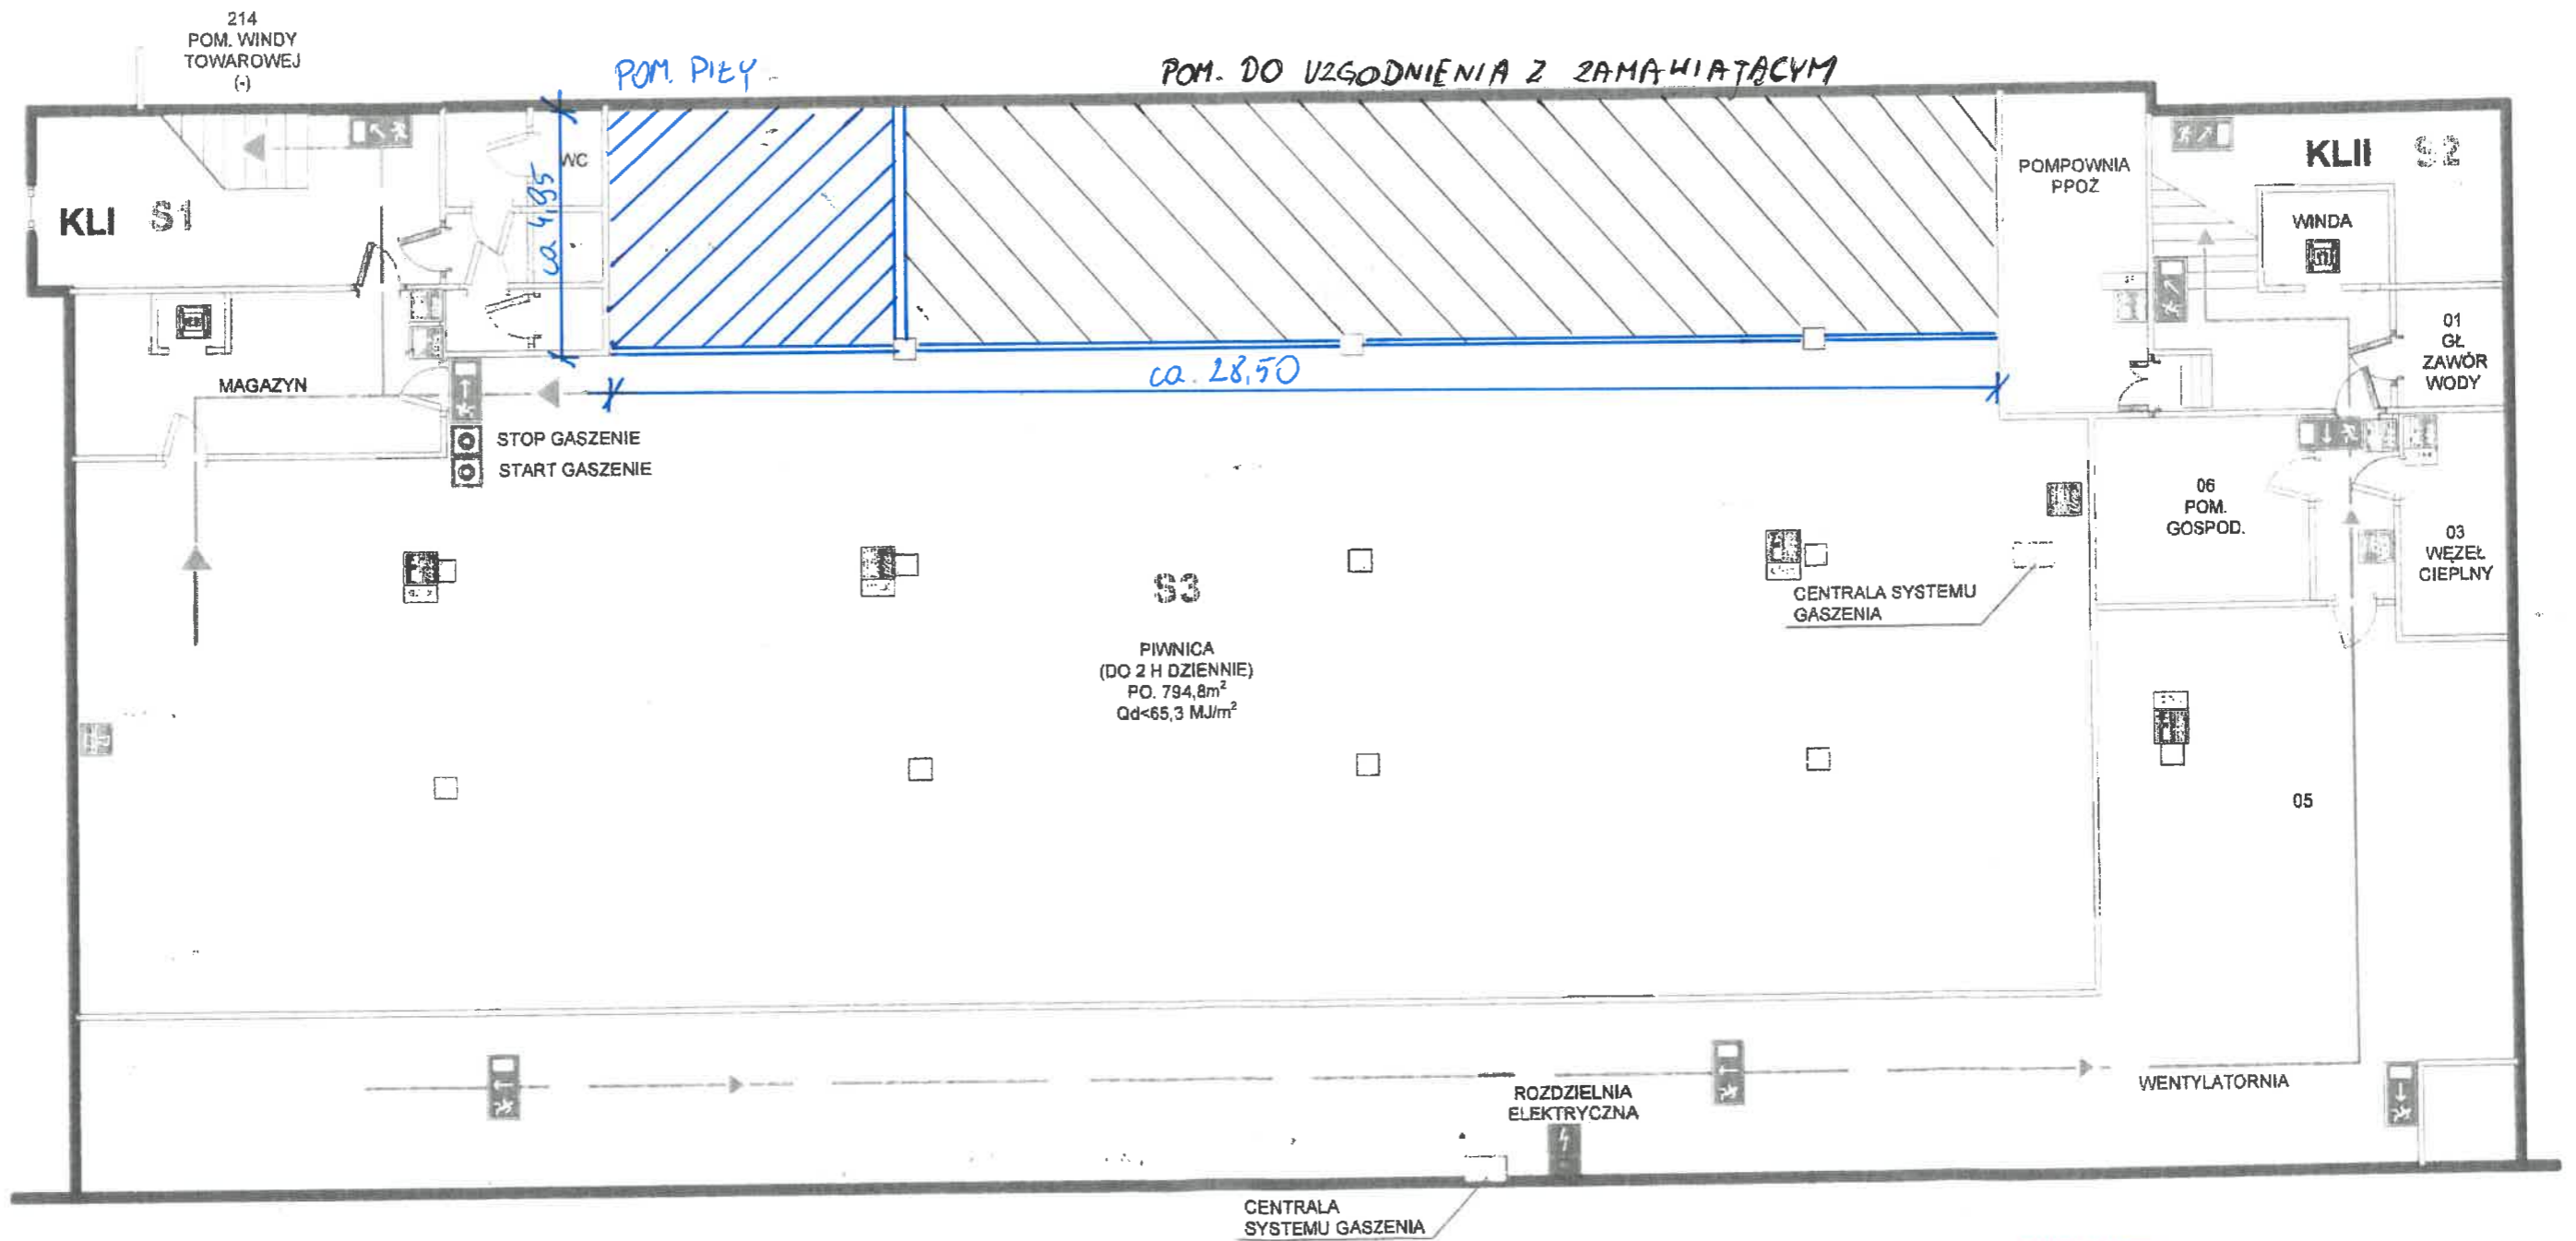 214
POM. WINDY
TOWAROWEJ
(-)
POM. PIŁY
POM. DO UZGODNIENIA Z ZAMAWIAJĄCYM
KLI S1
WC
ca 4,95
POMPOWNIA
PPOŻ
KLII S2
WINDA
01
GŁ.
ZAWÓR
WODY
MAGAZYN
ca. 28,50
STOP GASZENIE
START GASZENIE
06
POM.
GOSPOD.
03
WĘZEŁ
CIEPLNY
S3
CENTRALA SYSTEMU
GASZENIA
PIWNICA
(DO 2 H DZIENNIE)
PO. 794,8m²
Qd<65,3 MJ/m²
05
ROZDZIELNIA
ELEKTRYCZNA
WENTYLATORNIA
CENTRALA
SYSTEMU GASZENIA